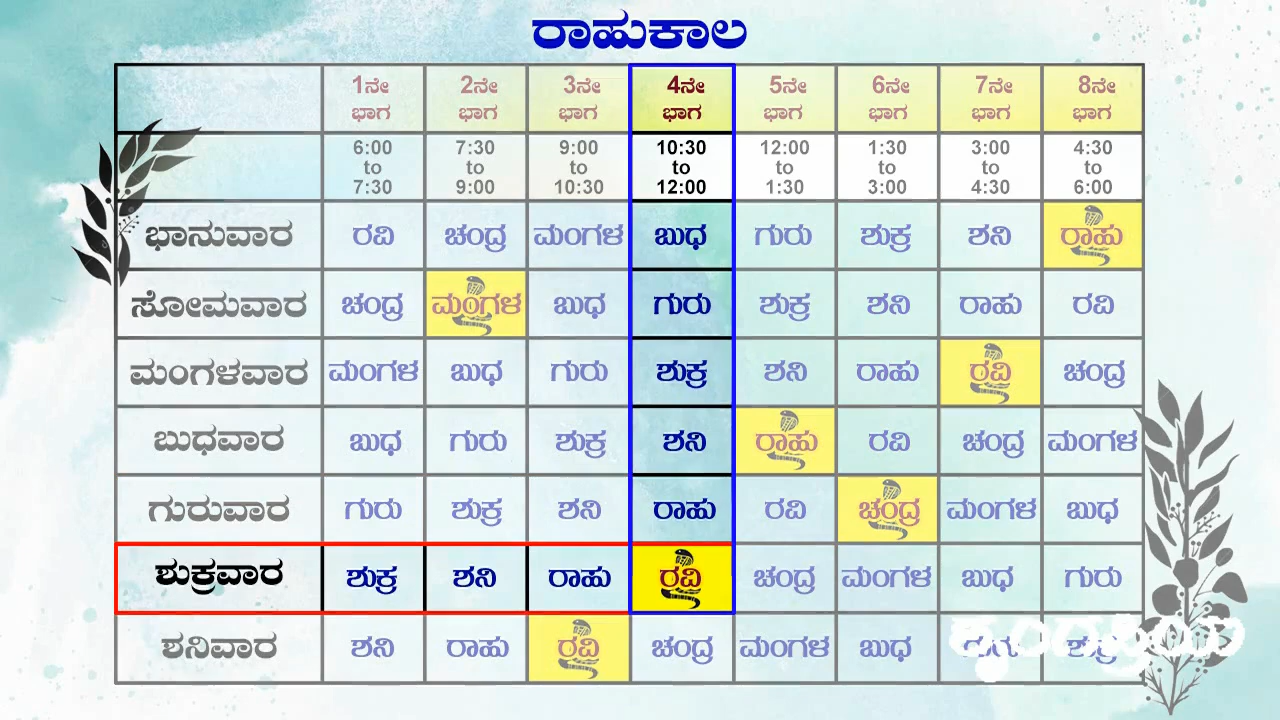 ರಾಹುಕಾಲ
1ನೇ ಭಾಗ 2ನೇ ಭಾಗ 3ನೇ ಭಾಗ 4ನೇ ಭಾಗ 5ನೇ ಭಾಗ 6ನೇ ಭಾಗ 7ನೇ ಭಾಗ 8ನೇ ಭಾಗ
6:00 to 7:30 7:30 to 9:00 9:00 to 10:30 10:30 to 12:00 12:00 to 1:30 1:30 to 3:00 3:00 to 4:30 4:30 to 6:00
ಭಾನುವಾರ ರವಿ ಚಂದ್ರ ಮಂಗಳ ಬುಧ ಗುರು ಶುಕ್ರ ಶನಿ ರಾಹು
ಸೋಮವಾರ ಚಂದ್ರ ಮಂಗಳ ಬುಧ ಗುರು ಶುಕ್ರ ಶನಿ ರಾಹು ರವಿ
ಮಂಗಳವಾರ ಮಂಗಳ ಬುಧ ಗುರು ಶುಕ್ರ ಶನಿ ರಾಹು ರವಿ ಚಂದ್ರ
ಬುಧವಾರ ಬುಧ ಗುರು ಶುಕ್ರ ಶನಿ ರಾಹು ರವಿ ಚಂದ್ರ ಮಂಗಳ
ಗುರುವಾರ ಗುರು ಶುಕ್ರ ಶನಿ ರಾಹು ರವಿ ಚಂದ್ರ ಮಂಗಳ ಬುಧ
ಶುಕ್ರವಾರ ಶುಕ್ರ ಶನಿ ರಾಹು ರವಿ ಚಂದ್ರ ಮಂಗಳ ಬುಧ ಗುರು
ಶನಿವಾರ ಶನಿ ರಾಹು ರವಿ ಚಂದ್ರ ಮಂಗಳ ಬುಧ